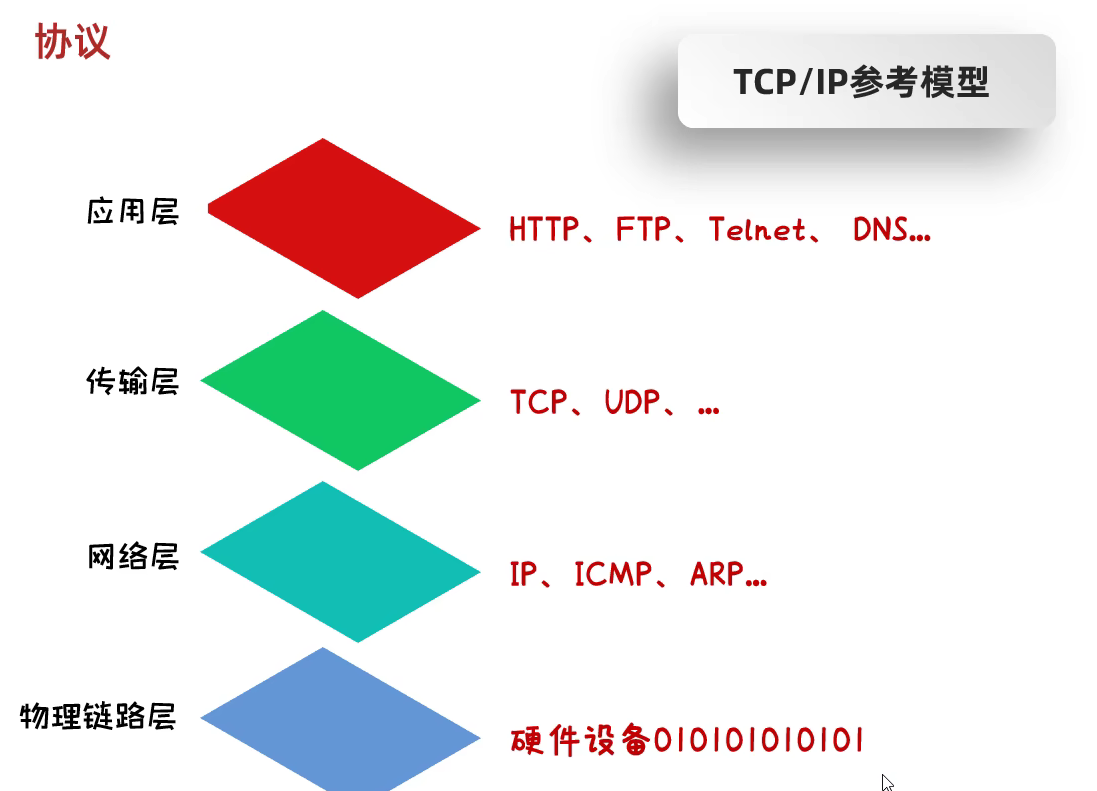 协议
TCP/IP参考模型
应用层
HTTP、FTP、Telnet、 DNS...
传输层
TCP、UDP、...
网络层
IP、ICMP、ARP...
物理链路层
硬件设备010101010101